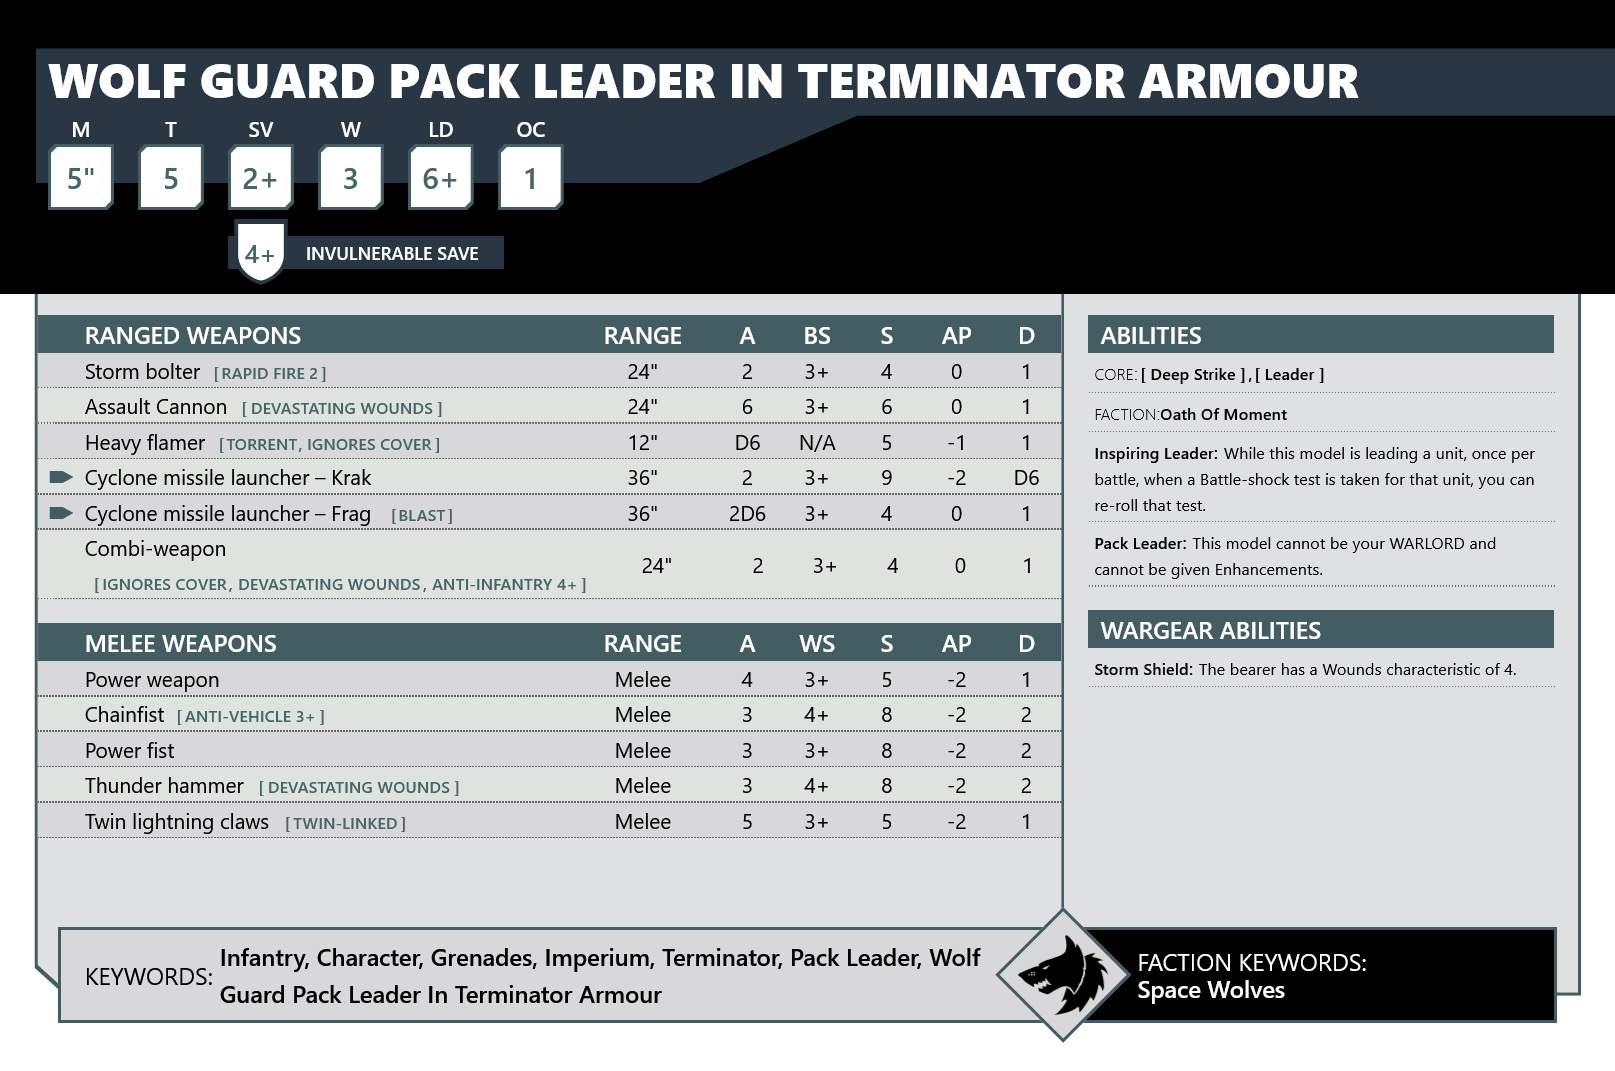 WOLF GUARD PACK LEADER IN TERMINATOR ARMOUR
M T SV W LD OC
5" 5 2+ 3 6+ 1
4+ INVULNERABLE SAVE
RANGED WEAPONS RANGE A BS S AP D
Storm bolter [ RAPID FIRE 2 ] 24" 2 3+ 4 0 1
Assault Cannon [ DEVASTATING WOUNDS ] 24" 6 3+ 6 0 1
Heavy flamer [ TORRENT, IGNORES COVER ] 12" D6 N/A 5 -1 1
Cyclone missile launcher – Krak 36" 2 3+ 9 -2 D6
Cyclone missile launcher – Frag [ BLAST ] 36" 2D6 3+ 4 0 1
Combi-weapon
[ IGNORES COVER, DEVASTATING WOUNDS, ANTI-INFANTRY 4+ ] 24" 2 3+ 4 0 1
MELEE WEAPONS RANGE A WS S AP D
Power weapon Melee 4 3+ 5 -2 1
Chainfist [ ANTI-VEHICLE 3+ ] Melee 3 4+ 8 -2 2
Power fist Melee 3 3+ 8 -2 2
Thunder hammer [ DEVASTATING WOUNDS ] Melee 3 4+ 8 -2 2
Twin lightning claws [ TWIN-LINKED ] Melee 5 3+ 5 -2 1
ABILITIES
CORE: [ Deep Strike ] , [ Leader ]
FACTION:Oath Of Moment
Inspiring Leader: While this model is leading a unit, once per
battle, when a Battle-shock test is taken for that unit, you can
re-roll that test.
Pack Leader: This model cannot be your WARLORD and
cannot be given Enhancements.
WARGEAR ABILITIES
Storm Shield: The bearer has a Wounds characteristic of 4.
KEYWORDS: Infantry, Character, Grenades, Imperium, Terminator, Pack Leader, Wolf
Guard Pack Leader In Terminator Armour
FACTION KEYWORDS:
Space Wolves